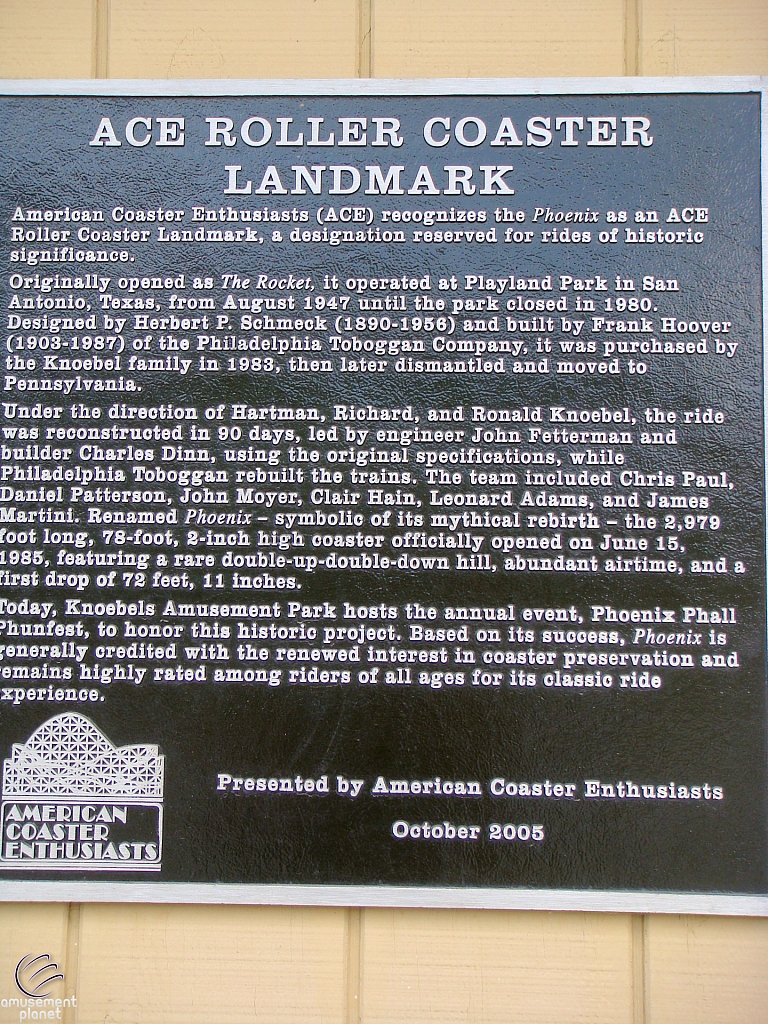 ACE ROLLER COASTER
LANDMARK
American Coaster Enthusiasts (ACE) recognizes the Phoenix as an ACE
Roller Coaster Landmark, a designation reserved for rides of historic
significance.
Originally opened as The Rocket, it operated at Playland Park in San
Antonio, Texas, from August 1947 until the park closed in 1980.
Designed by Herbert P. Schmeck (1890-1956) and built by Frank Hoover
(1903-1987) of the Philadelphia Toboggan Company, it was purchased by
the Knoebel family in 1983, then later dismantled and moved to
Pennsylvania.
Under the direction of Hartman, Richard, and Ronald Knoebel, the ride
was reconstructed in 90 days, led by engineer John Fetterman and
builder Charles Dinn, using the original specifications, while
Philadelphia Toboggan rebuilt the trains. The team included Chris Paul,
Daniel Patterson, John Moyer, Clair Hain, Leonard Adams, and James
Martini. Renamed Phoenix – symbolic of its mythical rebirth – the 2,979
foot long, 78-foot, 2-inch high coaster officially opened on June 15,
1985, featuring a rare double-up-double-down hill, abundant airtime, and a
first drop of 72 feet, 11 inches.
Today, Knoebels Amusement Park hosts the annual event, Phoenix Phall
Phunfest, to honor this historic project. Based on its success, Phoenix is
generally credited with the renewed interest in coaster preservation and
remains highly rated among riders of all ages for its classic ride
xperience.
AMERICAN
COASTER
ENTHUSIASTS
Presented by American Coaster Enthusiasts
October 2005
amusement
planet